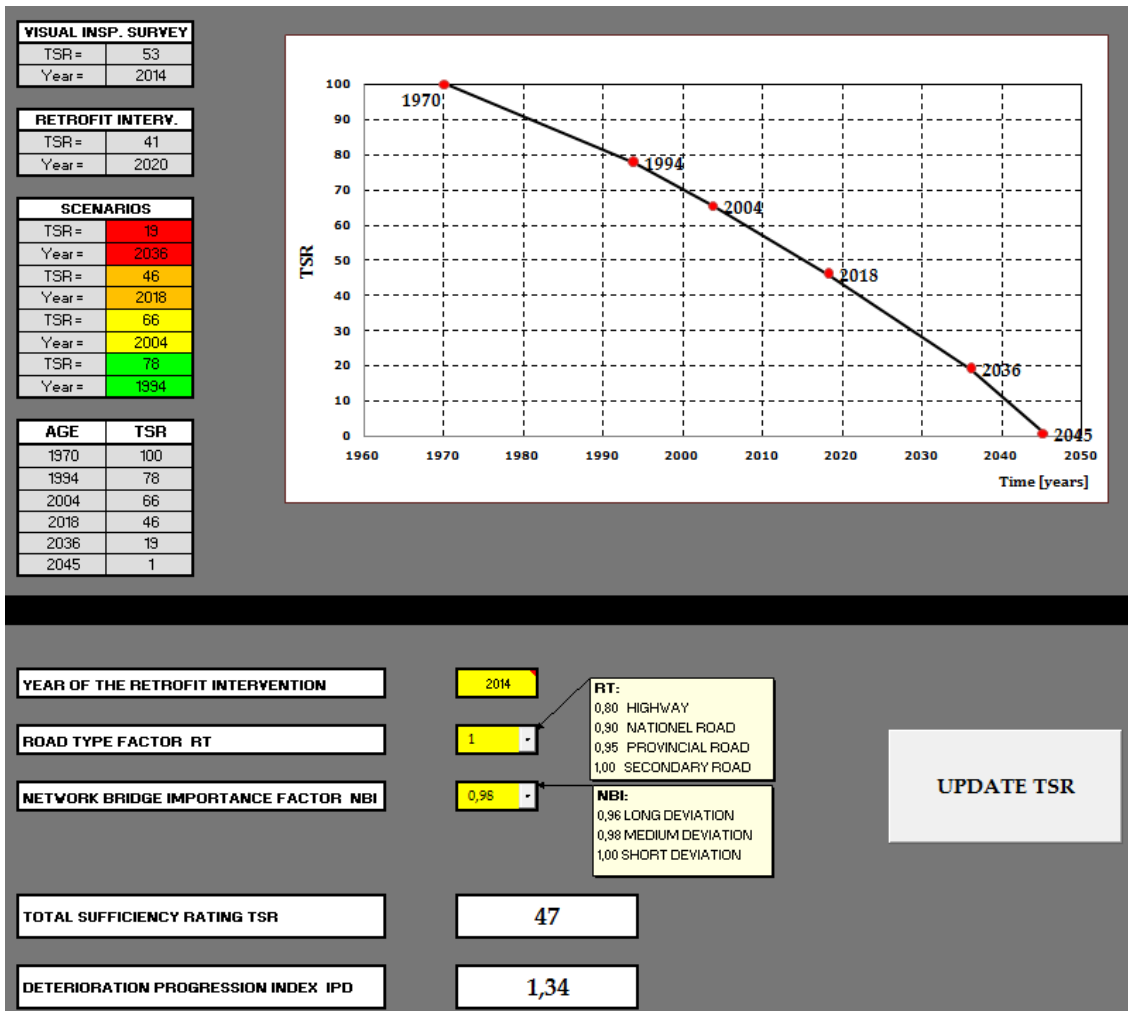 VISUAL INSP. SURVEY
TSR= 53
Year= 2014
RETROFIT INTERV.
TSR= 41
Year= 2020
SCENARIOS
TSR= 19
Year= 2036
TSR= 46
Year= 2018
TSR= 66
Year= 2004
TSR= 78
Year= 1994
AGE TSR
1970 100
1994 78
2004 66
2018 46
2036 19
2045 1
TSR
100
90
80
70
60
50
40
30
20
10
0
1970
1994
2004
2018
2036
2045
1960 1970 1980 1990 2000 2010 2020 2030 2040 2050
Time [years]
YEAR OF THE RETROFIT INTERVENTION 2014
ROAD TYPE FACTOR RT 1
RT:
0,80 HIGHWAY
0,90 NATIONEL ROAD
0,95 PROVINCIAL ROAD
1,00 SECONDARY ROAD
NETWORK BRIDGE IMPORTANCE FACTOR NBI 0,98
NBI:
0,96 LONG DEVIATION
0,98 MEDIUM DEVIATION
1,00 SHORT DEVIATION
UPDATE TSR
TOTAL SUFFICIENCY RATING TSR 47
DETERIORATION PROGRESSION INDEX IPD 1,34